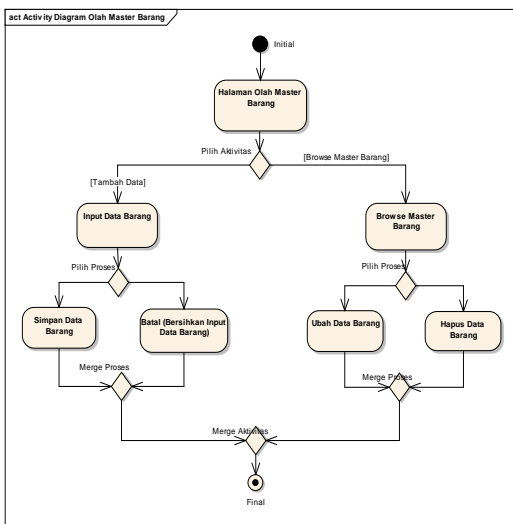 act Activity Diagram Olah Master Barang
Initial
Halaman Olah Master
Barang
Pilih Aktivitas
[Tambah Data]
[Browse Master Barang]
Input Data Barang
Browse Master
Barang
Pilih Proses
Pilih Proses
Simpan Data
Barang
Batal (Bersihkan Input
Data Barang)
Ubah Data Barang
Hapus Data
Barang
Merge Proses
Merge Proses
Merge Aktivitas
Final